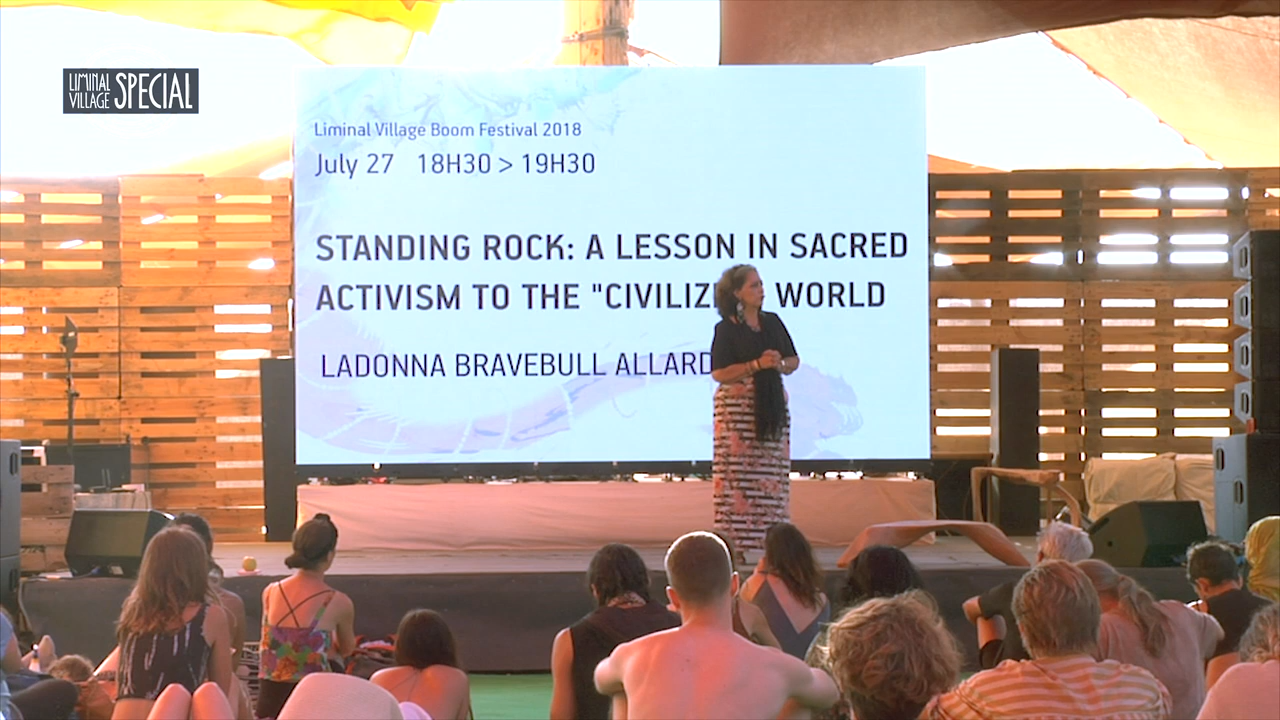 LIMINAL
VILLAGE SPECIAL
Liminal Village Boom Festival 2018
July 27 18H30 > 19H30
STANDING ROCK: A LESSON IN SACRED
ACTIVISM TO THE "CIVILIZ WORLD
LADONNA BRAVEBULL ALLARD